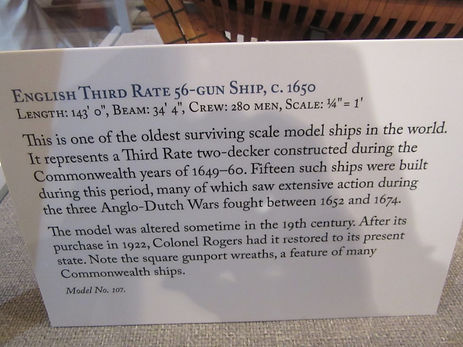 English Third Rate 56-gun Ship, c. 1650
Length: 143' 0", Beam: 34' 4", Crew: 280 men, Scale: ¼"= 1'
This is one of the oldest surviving scale model ships in the world.
It represents a Third Rate two-decker constructed during the
Commonwealth years of 1649–60. Fifteen such ships were built
during this period, many of which saw extensive action during
the three Anglo-Dutch Wars fought between 1652 and 1674.
The model was altered sometime in the 19th century. After its
purchase in 1922, Colonel Rogers had it restored to its present
state. Note the square gunport wreaths, a feature of many
Commonwealth ships.
Model No. 107.